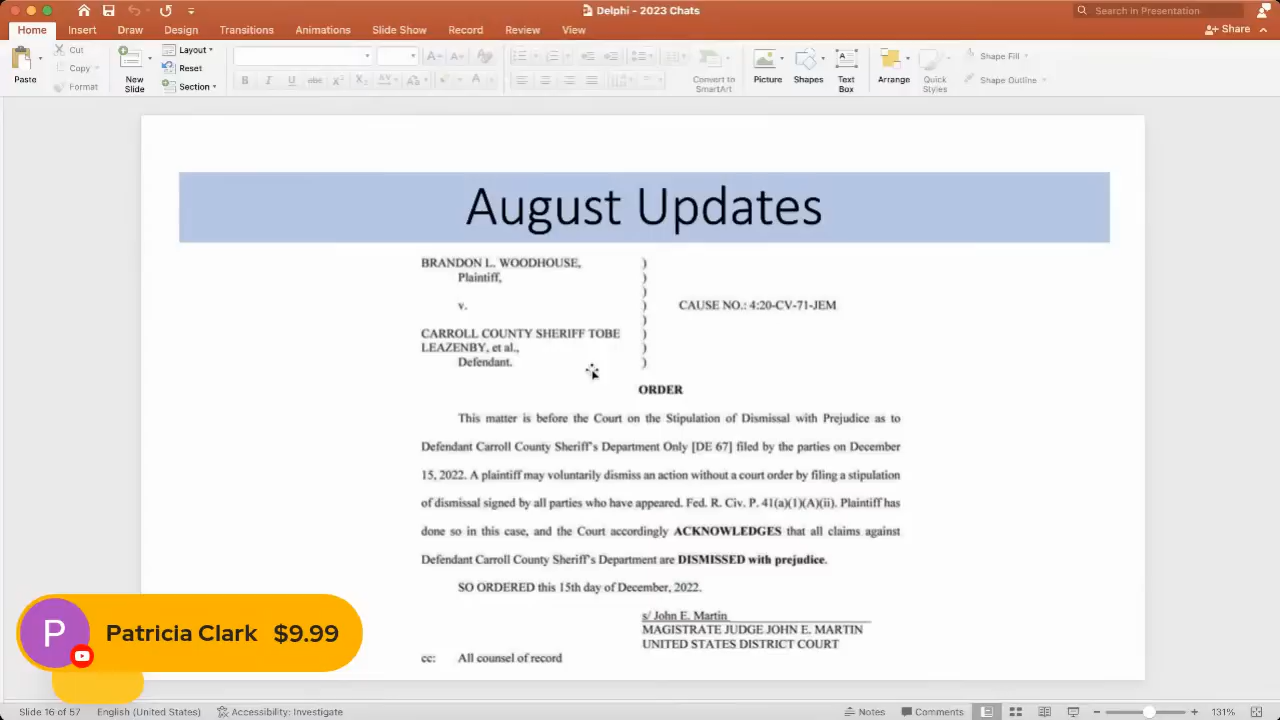 Delphi - 2023 Chats
Search in Presentation
Home Insert Draw Design Transitions Animations Slide Show Record Review View
Share
Paste
Cut
Copy
Format
New Slide
Layout
Reset
Section
Convert to SmartArt
Picture
Shapes
Text Box
Arrange
Quick Styles
Shape Fill
Shape Outline
August Updates
BRANDON L. WOODHOUSE, )
Plaintiff, )
)
v. ) CAUSE NO.: 4:20-CV-71-JEM
)
CARROLL COUNTY SHERIFF TOBE )
LEAZENBY, et al., )
Defendant. )
ORDER
This matter is before the Court on the Stipulation of Dismissal with Prejudice as to
Defendant Carroll County Sheriff's Department Only [DE 67] filed by the parties on December
15, 2022. A plaintiff may voluntarily dismiss an action without a court order by filing a stipulation
of dismissal signed by all parties who have appeared. Fed. R. Civ. P. 41(a)(1)(A)(ii). Plaintiff has
done so in this case, and the Court accordingly ACKNOWLEDGES that all claims against
Defendant Carroll County Sheriff's Department are DISMISSED with prejudice.
SO ORDERED this 15th day of December, 2022.
s/ John E. Martin
MAGISTRATE JUDGE JOHN E. MARTIN
UNITED STATES DISTRICT COURT
cc: All counsel of record
P Patricia Clark $9.99
Slide 16 of 57 English (United States) Accessibility: Investigate Notes Comments 131%